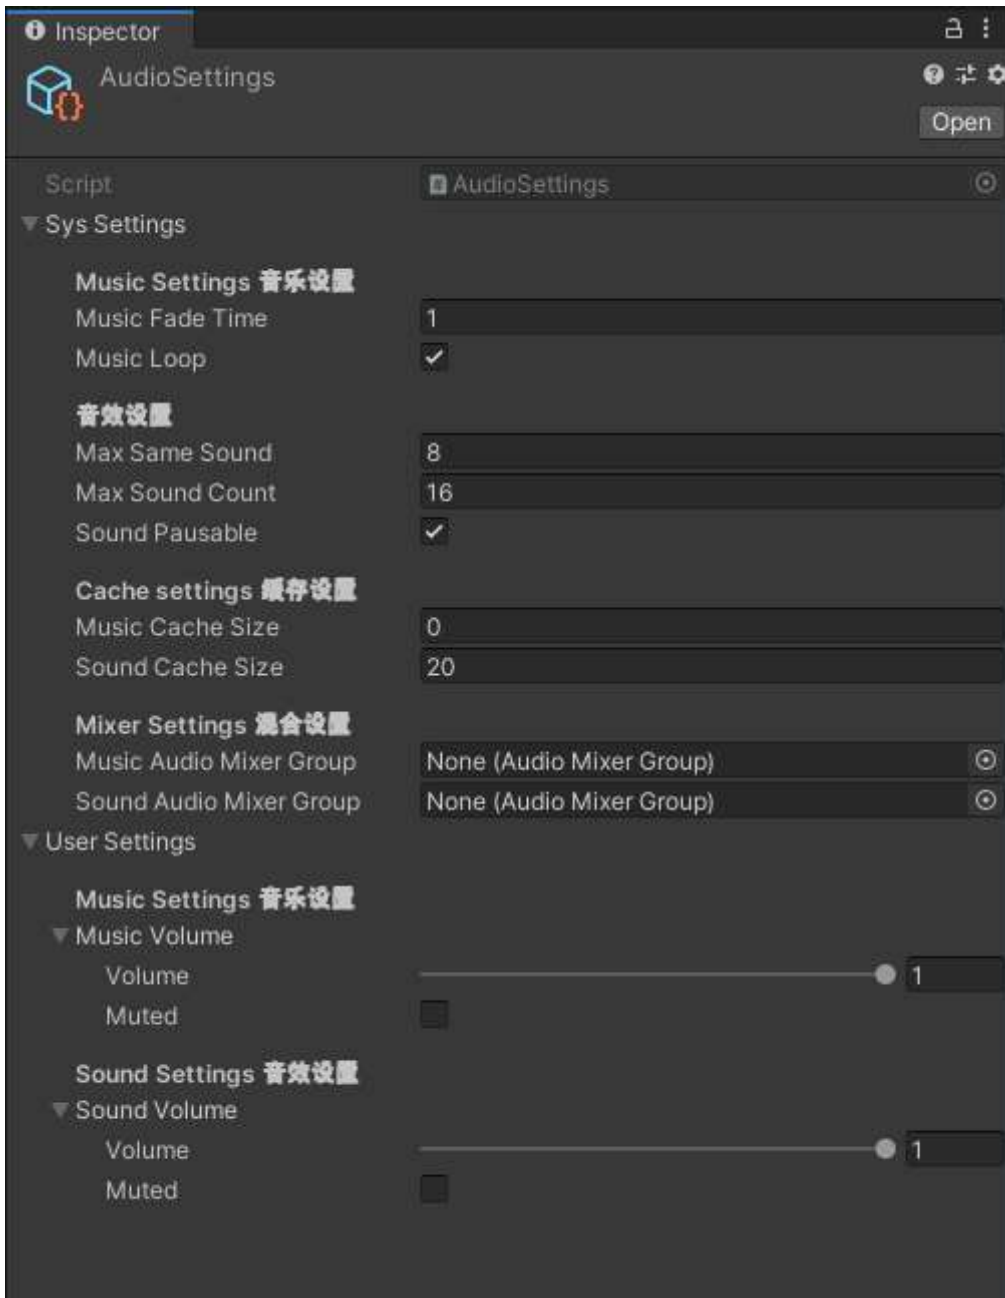 Inspector
AudioSettings
Open
Script AudioSettings
Sys Settings
Music Settings 音乐设置
Music Fade Time 1
Music Loop
音效设置
Max Same Sound 8
Max Sound Count 16
Sound Pausable
Cache settings 缓存设置
Music Cache Size 0
Sound Cache Size 20
Mixer Settings 混合设置
Music Audio Mixer Group None (Audio Mixer Group)
Sound Audio Mixer Group None (Audio Mixer Group)
User Settings
Music Settings 音乐设置
Music Volume
Volume 1
Muted
Sound Settings 音效设置
Sound Volume
Volume 1
Muted